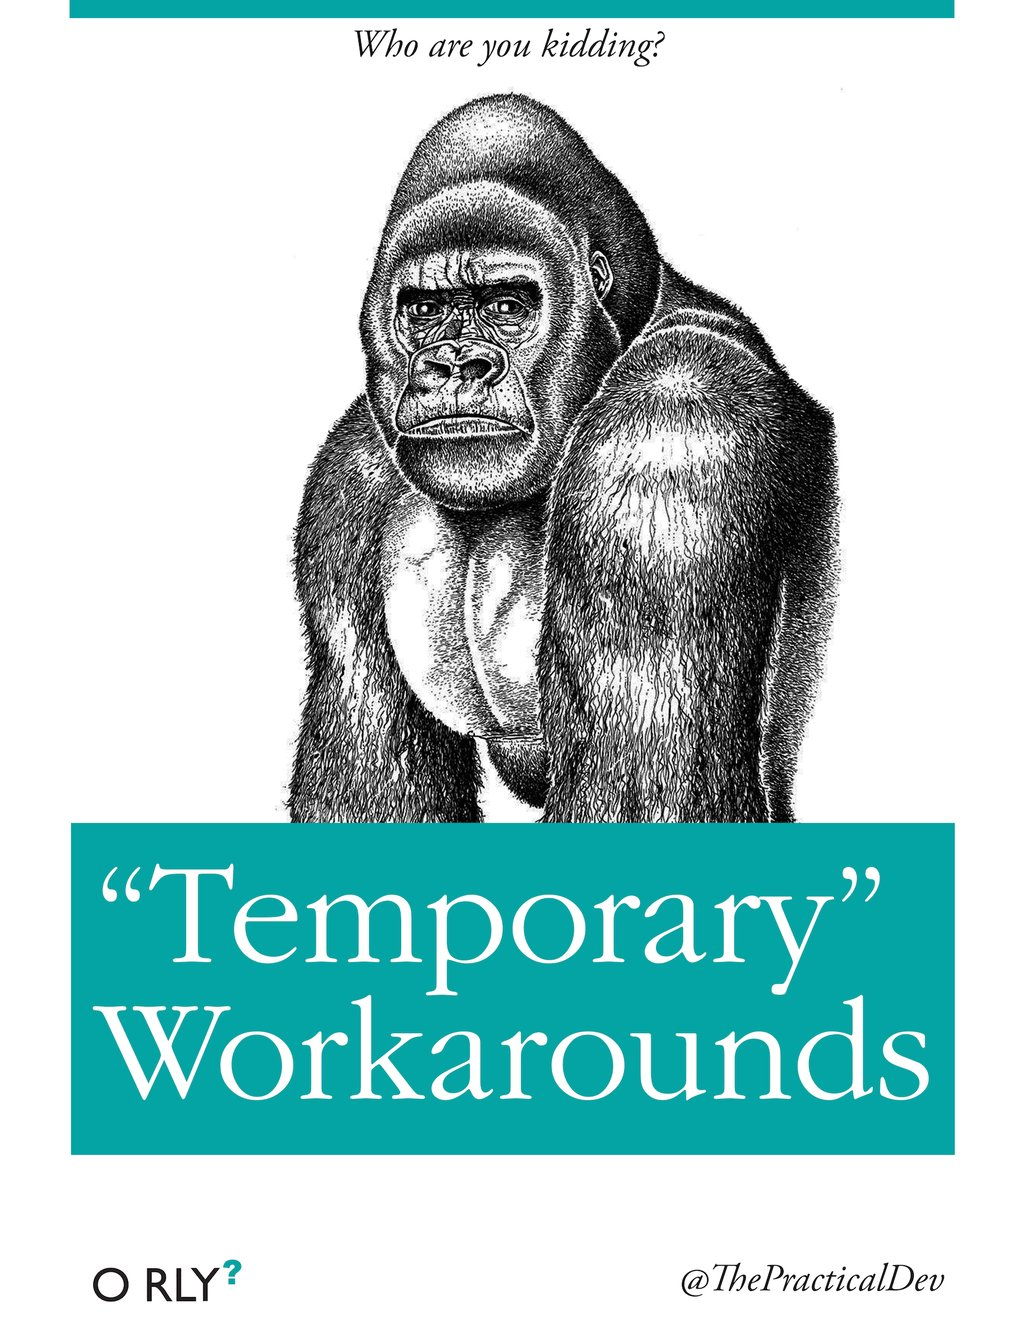 Who are you kidding?
“Temporary”
Workarounds
O RLY?
@ThePracticalDev